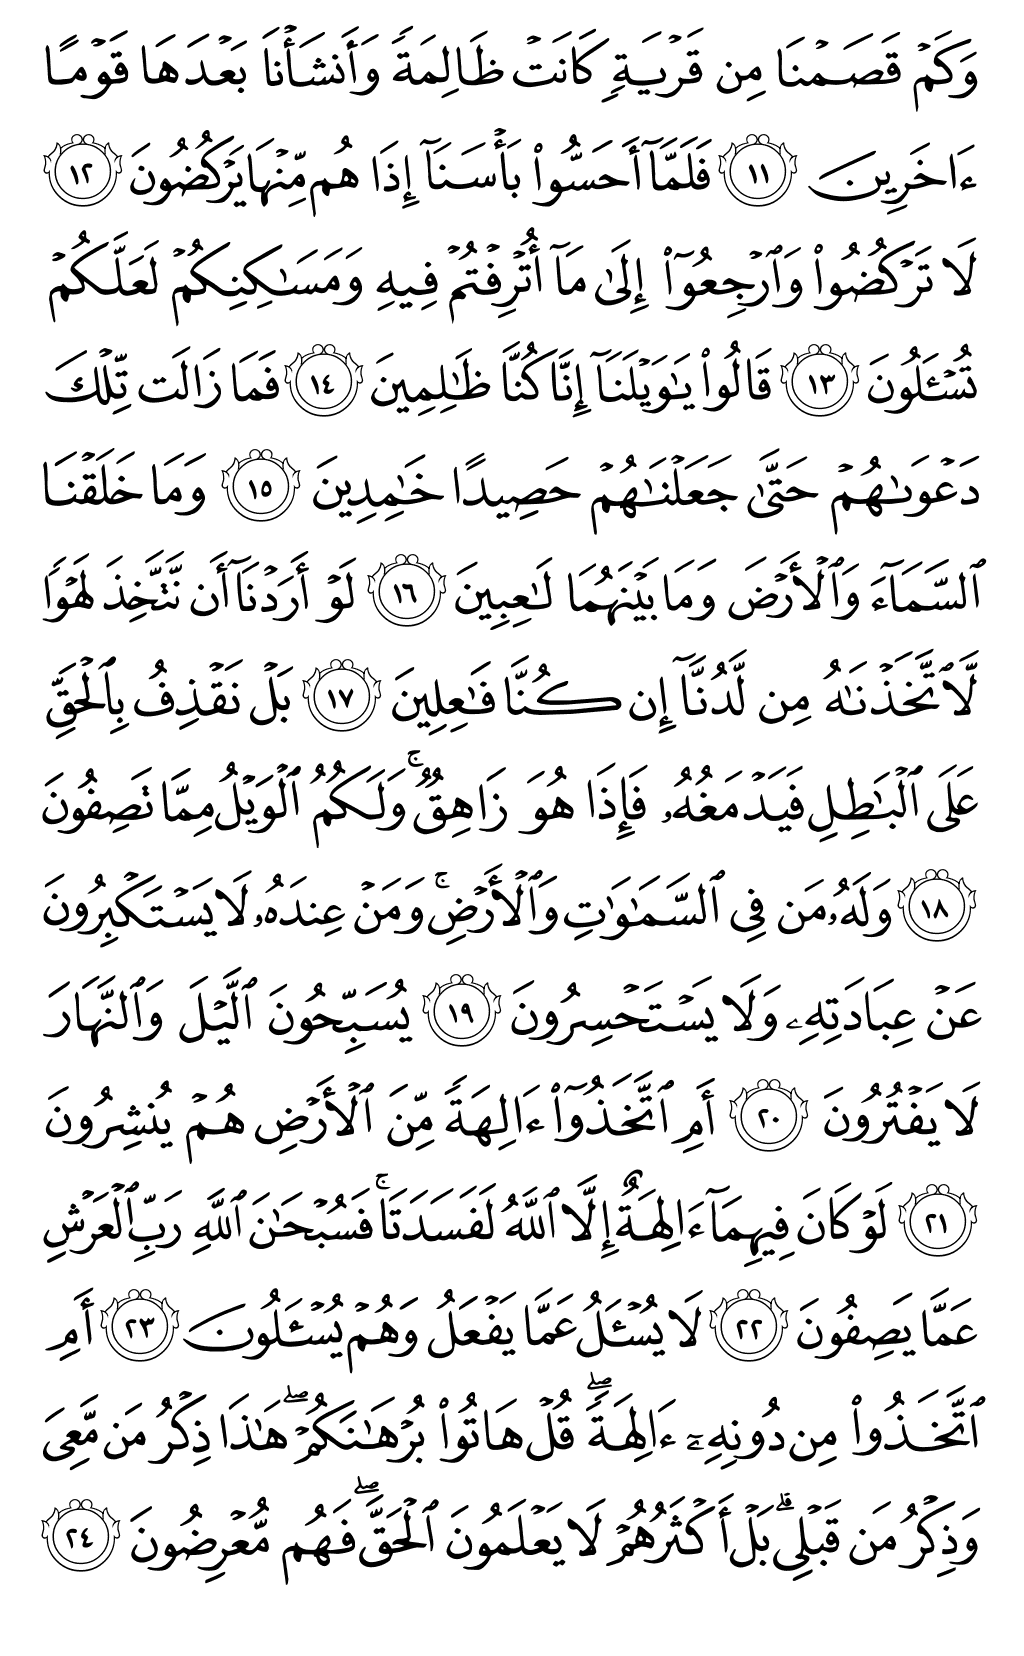 وَكَمْ قَصَمْنَا مِن قَرْيَةٍ كَانَتْ ظَالِمَةً وَأَنشَأْنَا بَعْدَهَا قَوْمًا
ءَاخَرِينَ ١١ فَلَمَّآ أَحَسُّوا۟ بَأْسَنَآ إِذَا هُم مِّنْهَا يَرْكُضُونَ ١٢
لَا تَرْكُضُوا۟ وَٱرْجِعُوٓا۟ إِلَىٰ مَآ أُتْرِفْتُمْ فِيهِ وَمَسَـٰكِنِكُمْ لَعَلَّكُمْ
تُسْـَٔلُونَ ١٣ قَالُوا۟ يَـٰوَيْلَنَآ إِنَّا كُنَّا ظَـٰلِمِينَ ١٤ فَمَا زَالَت تِّلْكَ
دَعْوَىٰهُمْ حَتَّىٰ جَعَلْنَـٰهُمْ حَصِيدًا خَـٰمِدِينَ ١٥ وَمَا خَلَقْنَا
ٱلسَّمَآءَ وَٱلْأَرْضَ وَمَا بَيْنَهُمَا لَـٰعِبِينَ ١٦ لَوْ أَرَدْنَآ أَن نَّتَّخِذَ لَهْوًا
لَّٱتَّخَذْنَـٰهُ مِن لَّدُنَّآ إِن كُنَّا فَـٰعِلِينَ ١٧ بَلْ نَقْذِفُ بِٱلْحَقِّ
عَلَى ٱلْبَـٰطِلِ فَيَدْمَغُهُۥ فَإِذَا هُوَ زَاهِقٌ ۚ وَلَكُمُ ٱلْوَيْلُ مِمَّا تَصِفُونَ
١٨ وَلَهُۥ مَن فِى ٱلسَّمَـٰوَٰتِ وَٱلْأَرْضِ ۚ وَمَنْ عِندَهُۥ لَا يَسْتَكْبِرُونَ
عَنْ عِبَادَتِهِۦ وَلَا يَسْتَحْسِرُونَ ١٩ يُسَبِّحُونَ ٱلَّيْلَ وَٱلنَّهَارَ
لَا يَفْتُرُونَ ٢٠ أَمِ ٱتَّخَذُوٓا۟ ءَالِهَةً مِّنَ ٱلْأَرْضِ هُمْ يُنشِرُونَ
٢١ لَوْ كَانَ فِيهِمَآ ءَالِهَةٌ إِلَّا ٱللَّهُ لَفَسَدَتَا ۚ فَسُبْحَـٰنَ ٱللَّهِ رَبِّ ٱلْعَرْشِ
عَمَّا يَصِفُونَ ٢٢ لَا يُسْـَٔلُ عَمَّا يَفْعَلُ وَهُمْ يُسْـَٔلُونَ ٢٣ أَمِ
ٱتَّخَذُوا۟ مِن دُونِهِۦٓ ءَالِهَةً ۖ قُلْ هَاتُوا۟ بُرْهَـٰنَكُمْ ۖ هَـٰذَا ذِكْرُ مَن مَّعِىَ
وَذِكْرُ مَن قَبْلِى ۗ بَلْ أَكْثَرُهُمْ لَا يَعْلَمُونَ ٱلْحَقَّ ۖ فَهُم مُّعْرِضُونَ ٢٤